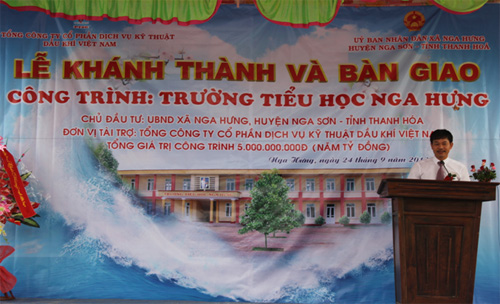 TỔNG CÔNG TY CỔ PHẦN DỊCH VỤ KỸ THUẬT
DẦU KHÍ VIỆT NAM
ỦY BAN NHÂN DÂN XÃ NGA HƯNG
HUYỆN NGA SƠN - TỈNH THANH HÓA
LỄ KHÁNH THÀNH VÀ BÀN GIAO
CÔNG TRÌNH: TRƯỜNG TIỂU HỌC NGA HƯNG
CHỦ ĐẦU TƯ: UBND XÃ NGA HƯNG, HUYỆN NGA SƠN - TỈNH THANH HÓA
ĐƠN VỊ TÀI TRỢ: TỔNG CÔNG TY CỔ PHẦN DỊCH VỤ KỸ THUẬT DẦU KHÍ VIỆT NAM
TỔNG GIÁ TRỊ CÔNG TRÌNH 5.000.000.000Đ (NĂM TỶ ĐỒNG)
Nga Hưng, ngày 24 tháng 9 năm